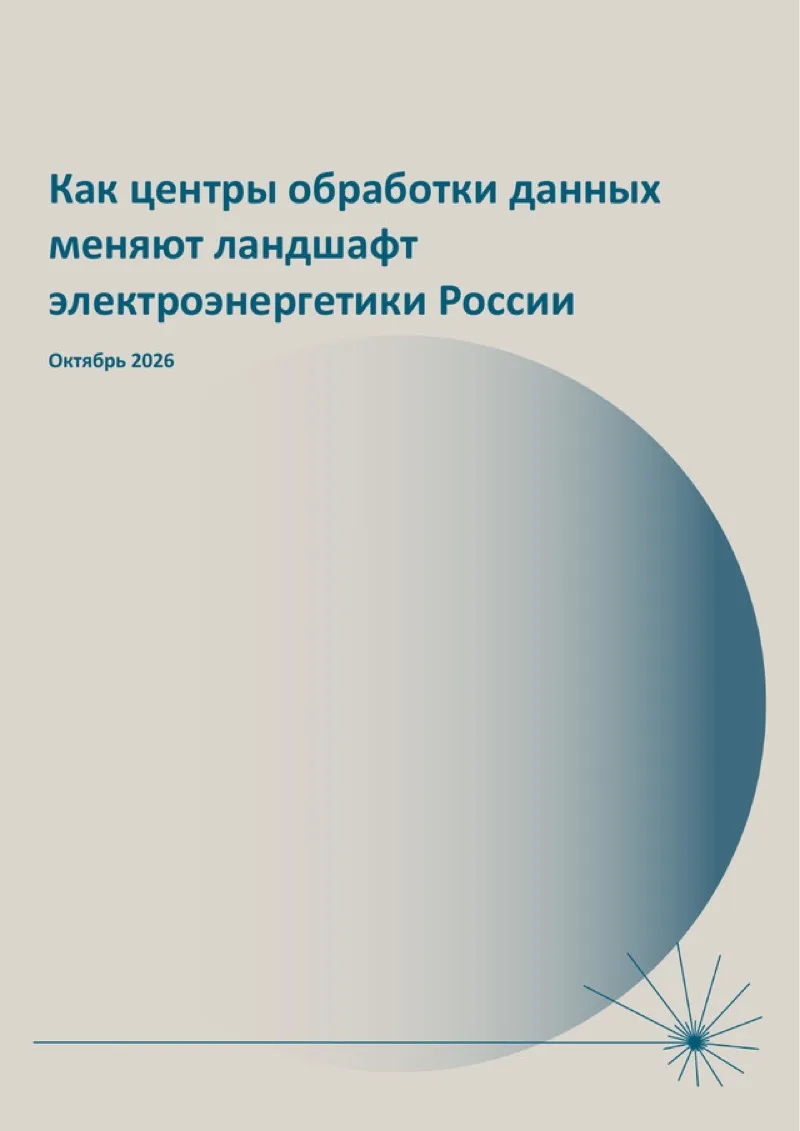 Как центры обработки данных
меняют ландшафт
электроэнергетики России
Октябрь 2026